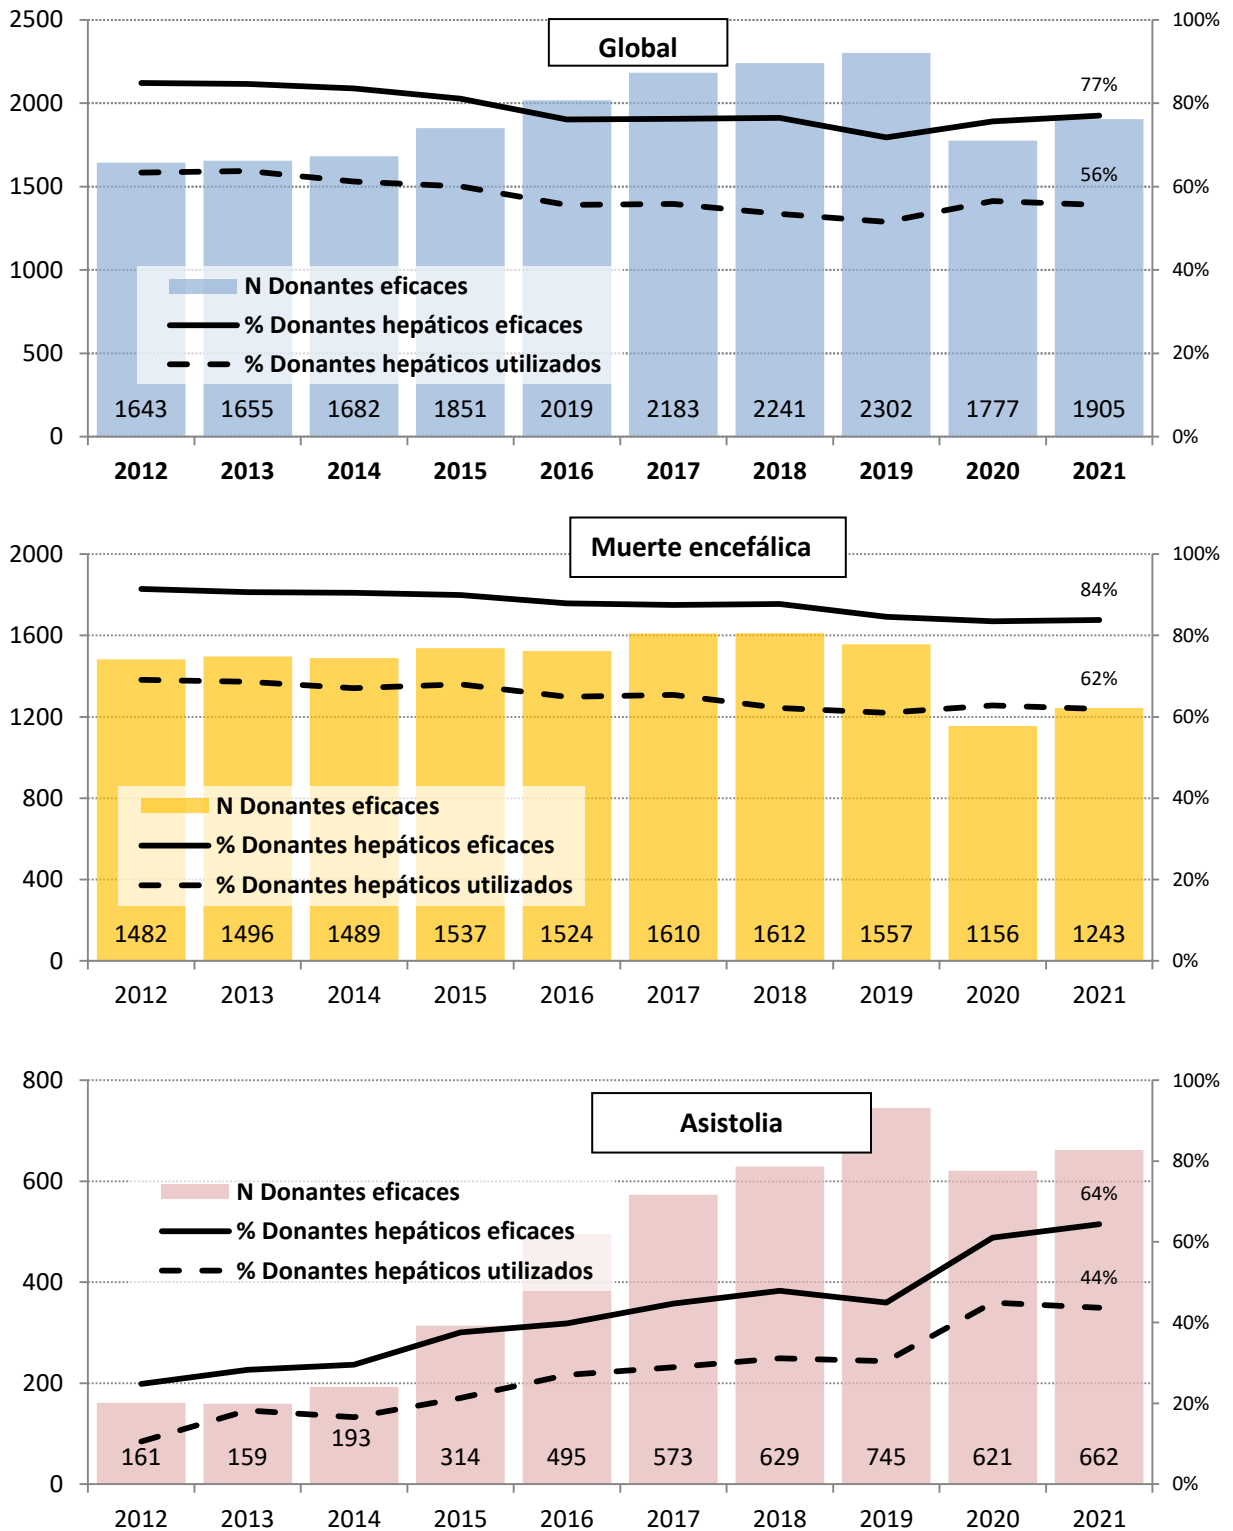 Global
2500
2000
1500
1000
500
0
100%
80%
60%
40%
20%
0%
77%
56%
N Donantes eficaces
% Donantes hepáticos eficaces
% Donantes hepáticos utilizados
1643 1655 1682 1851 2019 2183 2241 2302 1777 1905
2012 2013 2014 2015 2016 2017 2018 2019 2020 2021
Muerte encefálica
2000
1600
1200
800
400
0
100%
80%
60%
40%
20%
0%
84%
62%
N Donantes eficaces
% Donantes hepáticos eficaces
% Donantes hepáticos utilizados
1482 1496 1489 1537 1524 1610 1612 1557 1156 1243
2012 2013 2014 2015 2016 2017 2018 2019 2020 2021
Asistolia
800
600
400
200
0
100%
80%
60%
40%
20%
0%
64%
44%
N Donantes eficaces
% Donantes hepáticos eficaces
% Donantes hepáticos utilizados
161 159 193 314 495 573 629 745 621 662
2012 2013 2014 2015 2016 2017 2018 2019 2020 2021